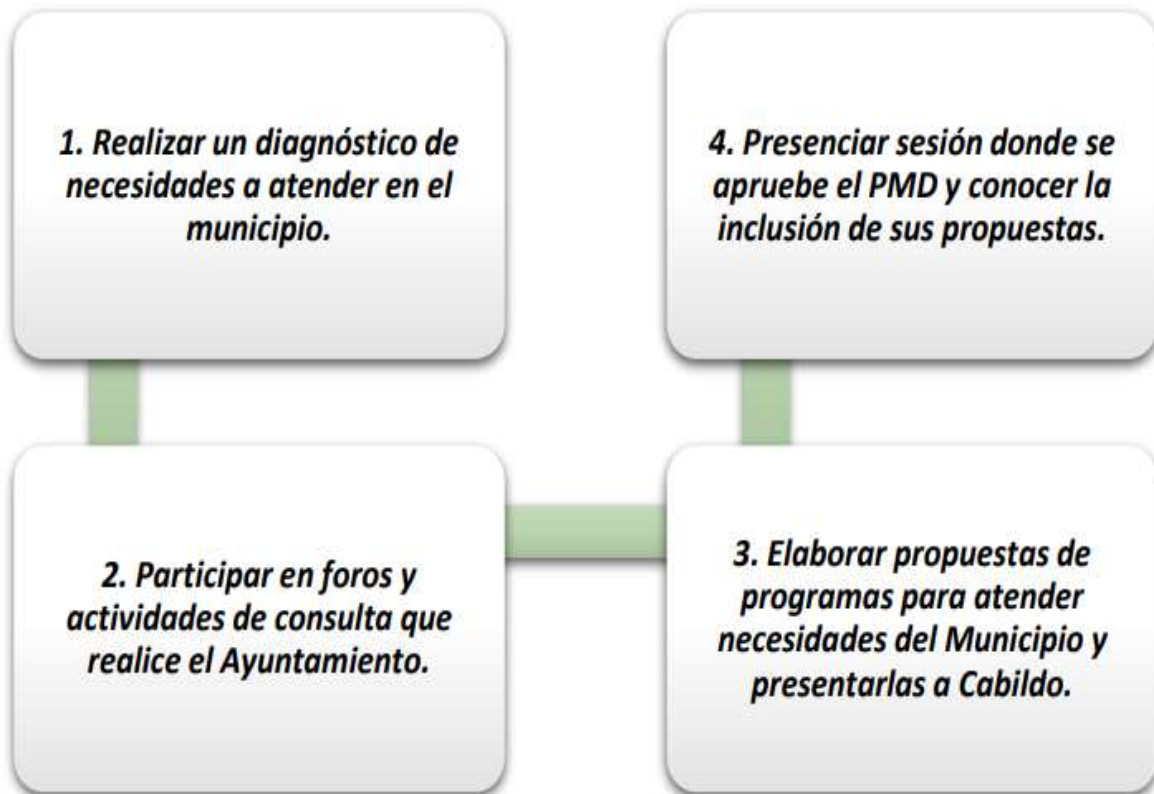 1. Realizar un diagnóstico de
necesidades a atender en el
municipio.
2. Participar en foros y
actividades de consulta que
realice el Ayuntamiento.
3. Elaborar propuestas de
programas para atender
necesidades del Municipio y
presentarlas a Cabildo.
4. Presenciar sesión donde se
apruebe el PMD y conocer la
inclusión de sus propuestas.